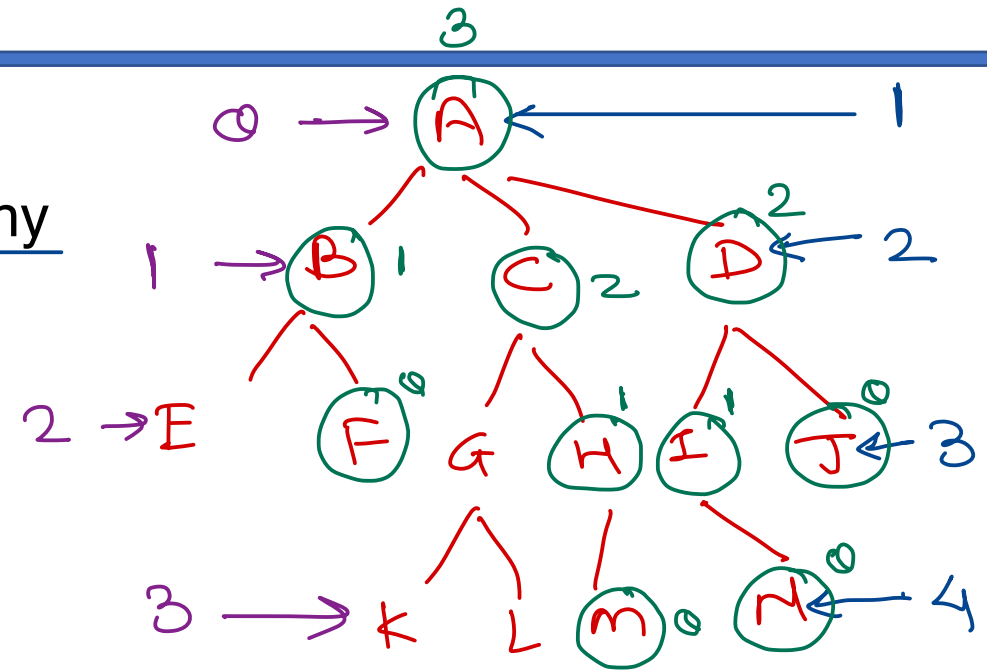 3
0 → A ← 1
ny
1 → B 1 C 2 D 2 ← 2
2 → E F 0 G H 1 I 1 J 0 ← 3
3 → K L M 0 N 0 ← 4